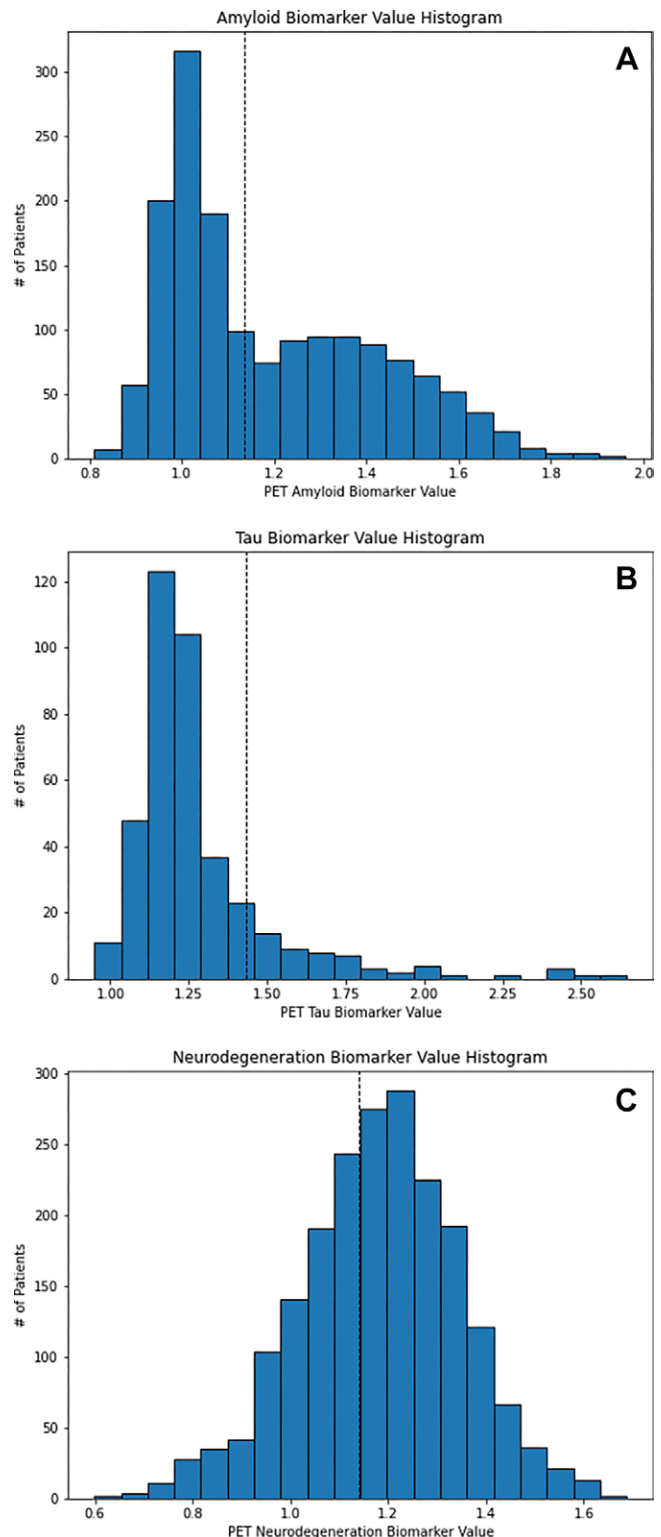 Amyloid Biomarker Value Histogram
A
300
250
200
150
100
50
0
# of Patients
0.8 1.0 1.2 1.4 1.6 1.8 2.0
PET Amyloid Biomarker Value
Tau Biomarker Value Histogram
B
120
100
80
60
40
20
0
# of Patients
1.00 1.25 1.50 1.75 2.00 2.25 2.50
PET Tau Biomarker Value
Neurodegeneration Biomarker Value Histogram
C
300
250
200
150
100
50
0
# of Patients
0.6 0.8 1.0 1.2 1.4 1.6
PET Neurodegeneration Biomarker Value